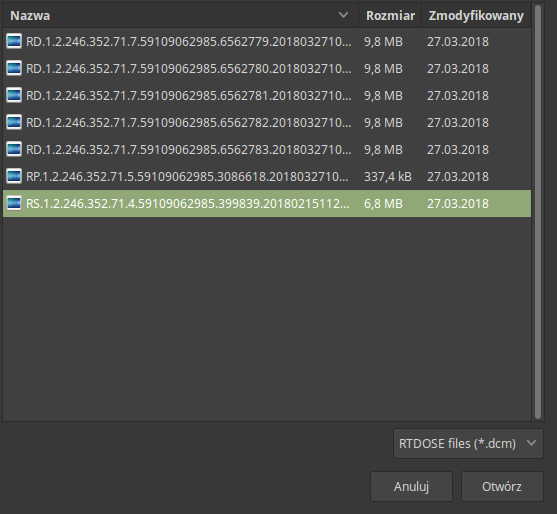 Nazwa Rozmiar Zmodyfikowany
RD.1.2.246.352.71.7.59109062985.6562779.2018032710... 9,8 MB 27.03.2018
RD.1.2.246.352.71.7.59109062985.6562780.2018032710... 9,8 MB 27.03.2018
RD.1.2.246.352.71.7.59109062985.6562781.2018032710... 9,8 MB 27.03.2018
RD.1.2.246.352.71.7.59109062985.6562782.2018032710... 9,8 MB 27.03.2018
RD.1.2.246.352.71.7.59109062985.6562783.2018032710... 9,8 MB 27.03.2018
RP.1.2.246.352.71.5.59109062985.3086618.2018032710... 337,4 kB 27.03.2018
RS.1.2.246.352.71.4.59109062985.399839.20180215112... 6,8 MB 27.03.2018
RTDOSE files (*.dcm)
Anuluj Otwórz